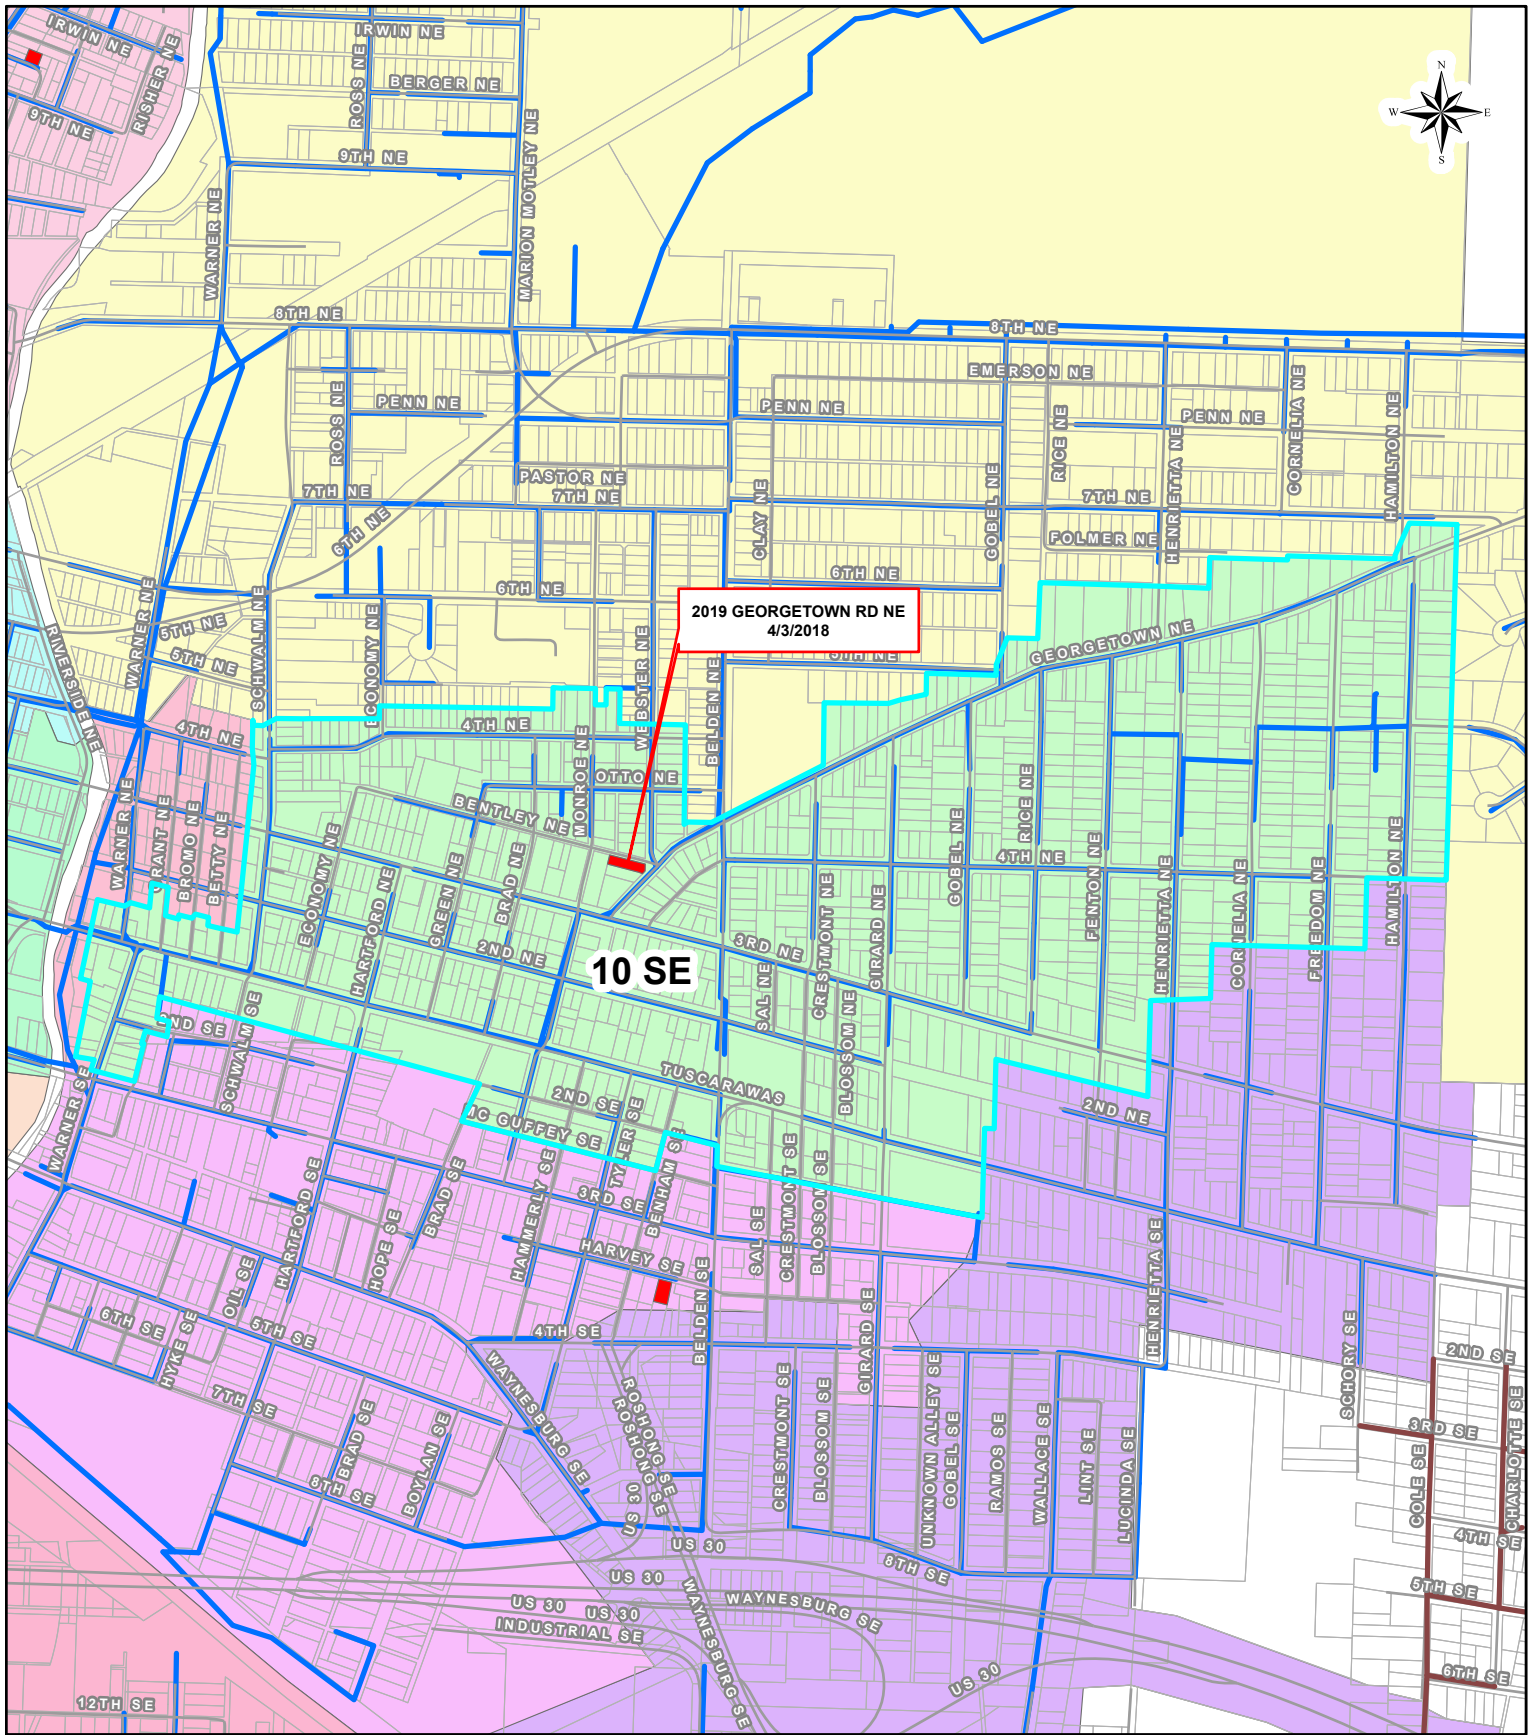 IRWIN NE
RISHER NE
9TH NE
IRWIN NE
ROSS NE
BERGER NE
9TH NE
MARION MOTLEY NE
WARNER NE
N
W
E
S
8TH NE
8TH NE
EMERSON NE
ROSS NE
PENN NE
PENN NE
RICE NE
PENN NE
CORNELIA NE
HAMILTON NE
PASTOR NE
7TH NE
7TH NE
6TH NE
CLAY NE
GOBEL NE
7TH NE
HENRIETTA NE
FOLMER NE
6TH NE
6TH NE
2019 GEORGETOWN RD NE
4/3/2018
5TH NE
RIVERSIDE NE
WARNER NE
5TH NE
5TH NE
SCHWALM NE
ECONOMY NE
WEBSTER NE
BELDEN NE
GEORGETOWN NE
4TH NE
4TH NE
MONROE NE
OTTO NE
BENTLEY NE
WARNER NE
GRANT NE
BROMO NE
BETTY NE
ECONOMY NE
HARTFORD NE
GREEN NE
BRAD NE
2ND NE
10 SE
3RD NE
SAL NE
CRESTMONT NE
GIRARD NE
BLOSSOM NE
GOBEL NE
RICE NE
4TH NE
FENTON NE
HENRIETTA NE
CORNELIA NE
FREEDOM NE
HAMILTON NE
2ND SE
SCHWALM SE
WARNER SE
TUSCARAWAS
2ND SE
MC GUFFEY SE
TYLER SE
BENHAM SE
2ND NE
HARTFORD SE
HOPE SE
BRAD SE
HAMMERLY SE
3RD SE
HARVEY SE
SAL SE
CRESTMONT SE
BLOSSOM SE
BELDEN SE
GIRARD SE
HENRIETTA SE
SCHORY SE
OIL SE
6TH SE
HYKE SE
5TH SE
4TH SE
7TH SE
BRAD SE
BOYLAN SE
8TH SE
WAYNESBURG SE
ROSHONG SE
ROSHONG SE
US 30
CRESTMONT SE
BLOSSOM SE
UNKNOWN ALLEY SE
GOBEL SE
RAMOS SE
WALLACE SE
LINT SE
LUCINDA SE
2ND SE
3RD SE
COLE SE
CHARLOTTE SE
4TH SE
5TH SE
6TH SE
US 30
8TH SE
US 30
US 30
US 30
INDUSTRIAL SE
WAYNESBURG SE
WAYNESBURG SE
US 30
12TH SE